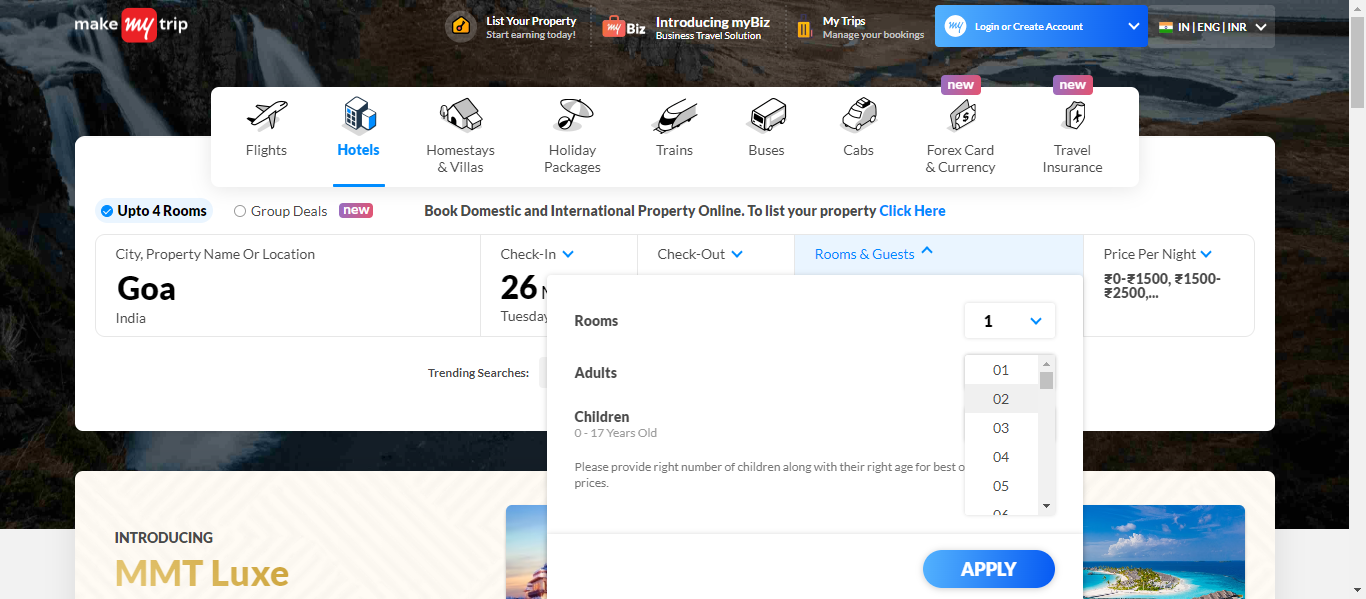 make my trip
List Your Property
Start earning today!
my Biz
Introducing myBiz
Business Travel Solution
My Trips
Manage your bookings
my
Login or Create Account
IN | ENG | INR
new
new
Flights
Hotels
Homestays
& Villas
Holiday
Packages
Trains
Buses
Cabs
Forex Card
& Currency
Travel
Insurance
Upto 4 Rooms
Group Deals
new
Book Domestic and International Property Online. To list your property Click Here
City, Property Name Or Location
Goa
India
Check-In
26
Tuesday
Check-Out
Rooms & Guests
Price Per Night
₹0-₹1500, ₹1500-
₹2500,...
Trending Searches:
Rooms
1
Adults
01
02
03
04
05
06
Children
0 - 17 Years Old
Please provide right number of children along with their right age for best
prices.
APPLY
INTRODUCING
MMT Luxe